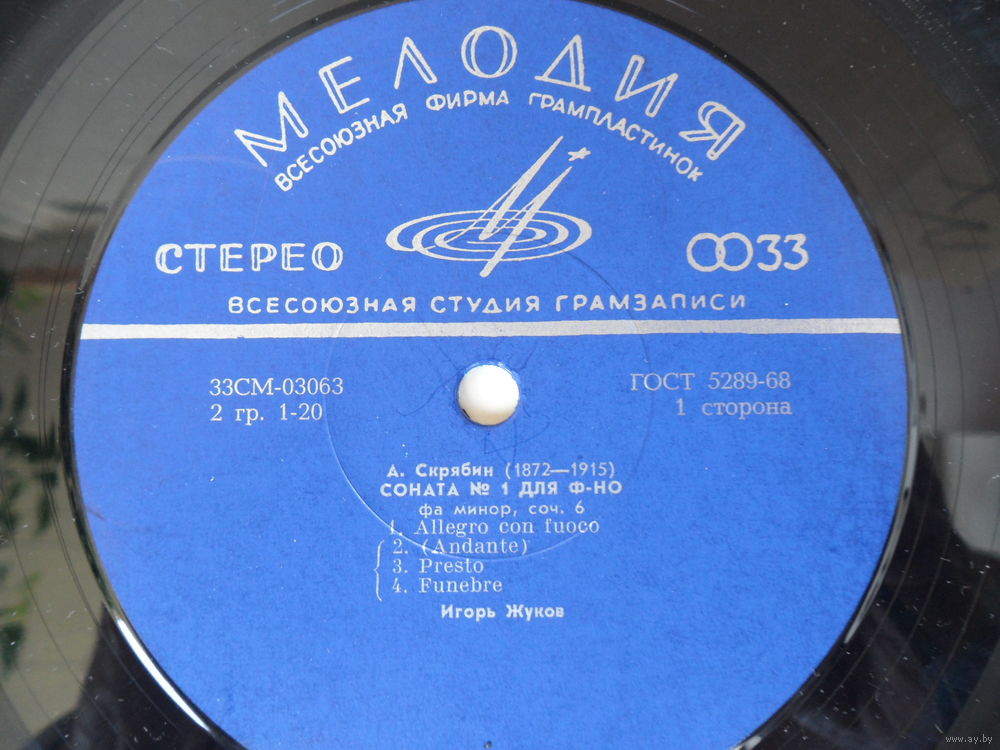 МЕЛОДИЯ
ВСЕСОЮЗНАЯ ФИРМА ГРАМПЛАСТИНОК
СТЕРЕО
33
ВСЕСОЮЗНАЯ СТУДИЯ ГРАМЗАПИСИ
33СМ-03063
ГОСТ 5289-68
2 гр. 1-20
1 сторона
А. Скрябин (1872—1915)
СОНАТА № 1 ДЛЯ Ф-НО
фа минор, соч. 6
1. Allegro con fuoco
2. (Andante)
3. Presto
4. Funebre
Игорь Жуков
www.ay.by